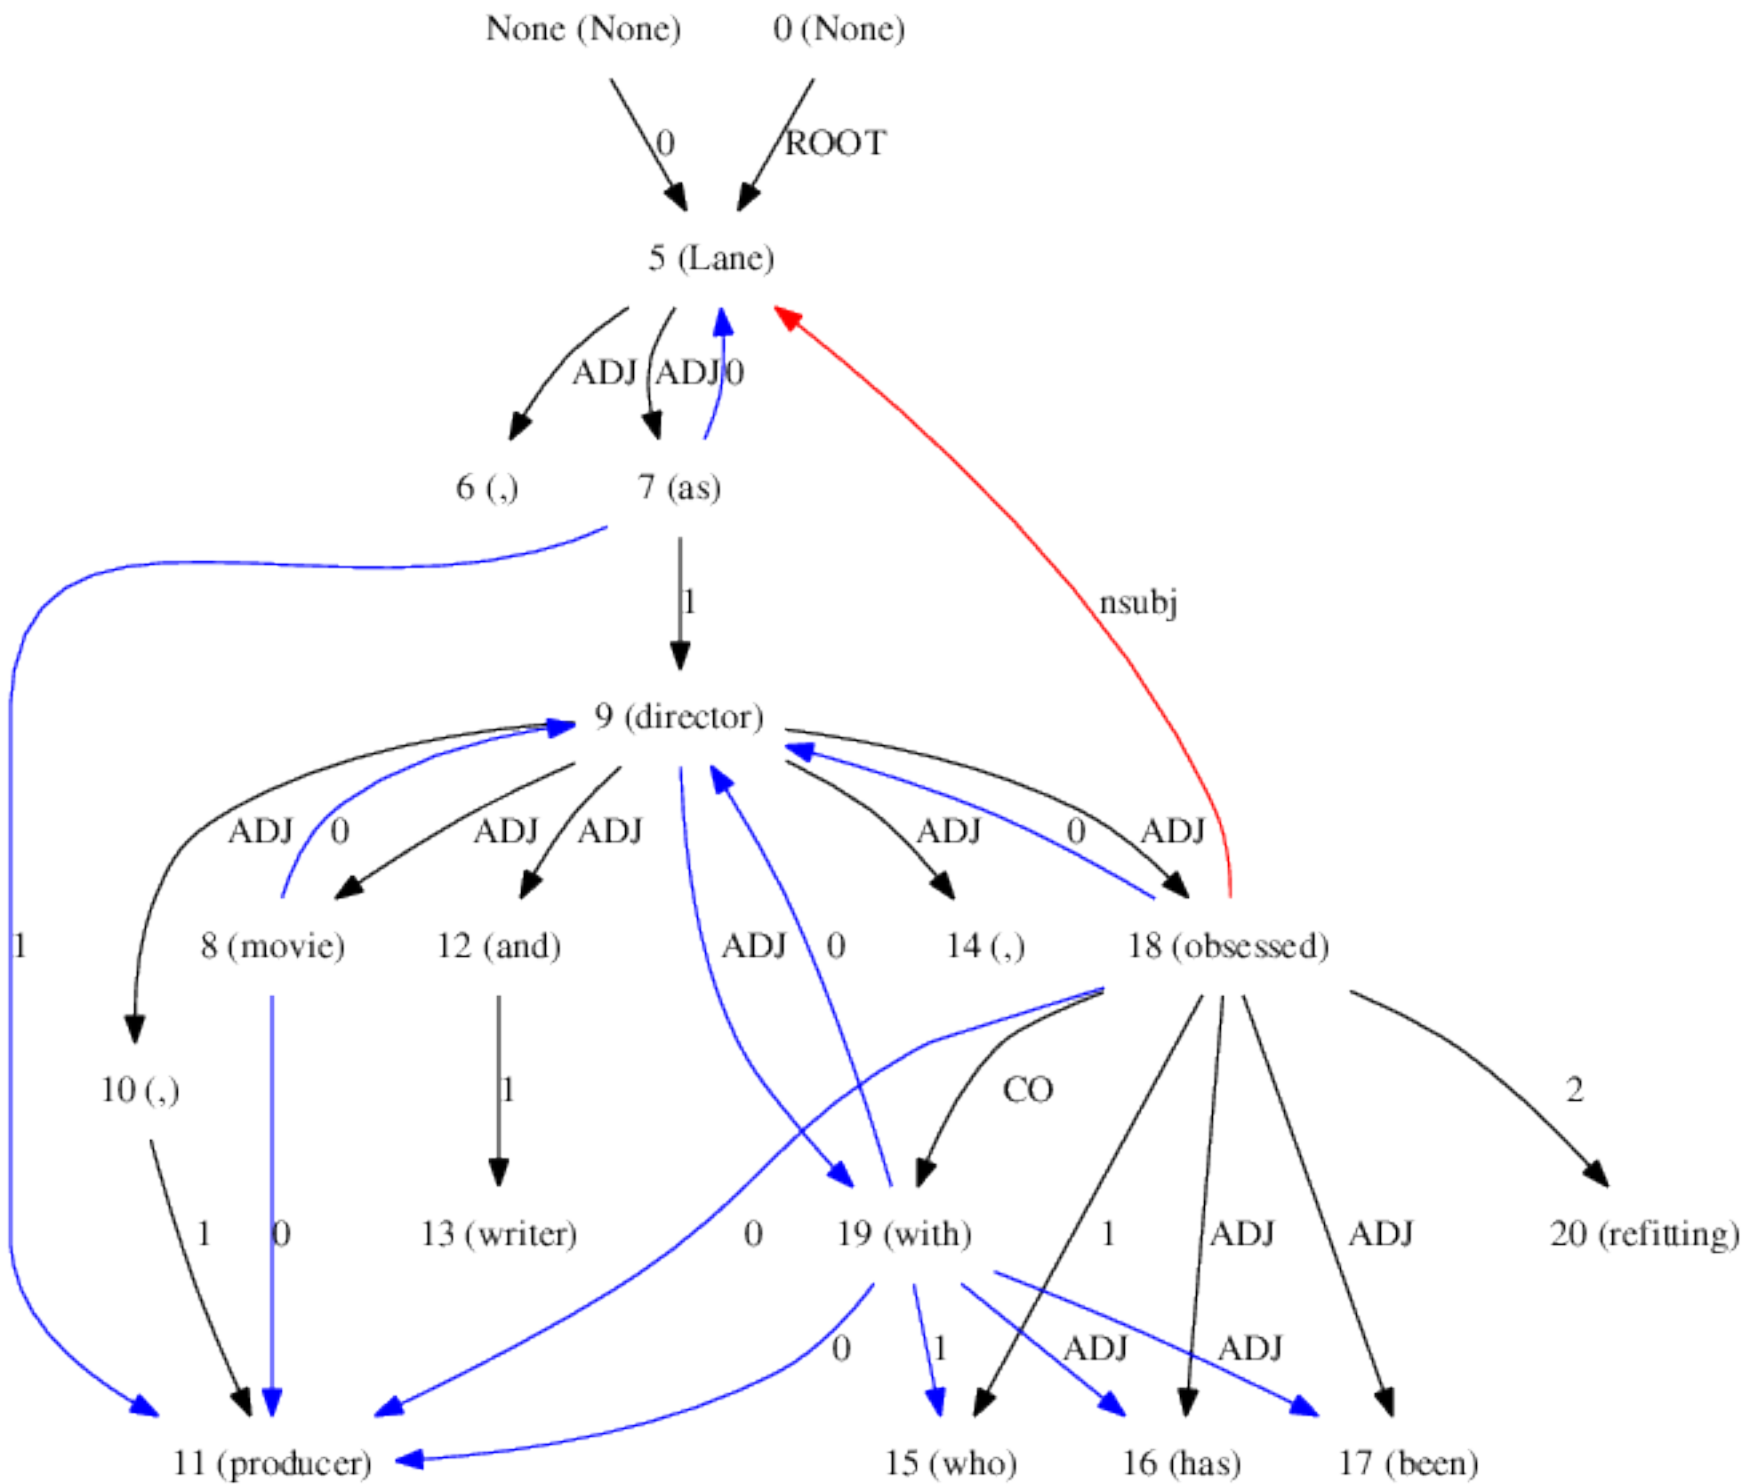 None (None) 0 (None)
0 ROOT
5 (Lane)
ADJ ADJ 0
6 (,) 7 (as)
1 nsubj
9 (director)
ADJ 0 ADJ ADJ ADJ 0 ADJ
1 8 (movie) 12 (and) ADJ 0 14 (,) 18 (obsessed)
10 (,) 1 CO 2
1 0 13 (writer) 0 19 (with) 1 ADJ ADJ 20 (refitting)
0 1 ADJ ADJ
11 (producer) 15 (who) 16 (has) 17 (been)